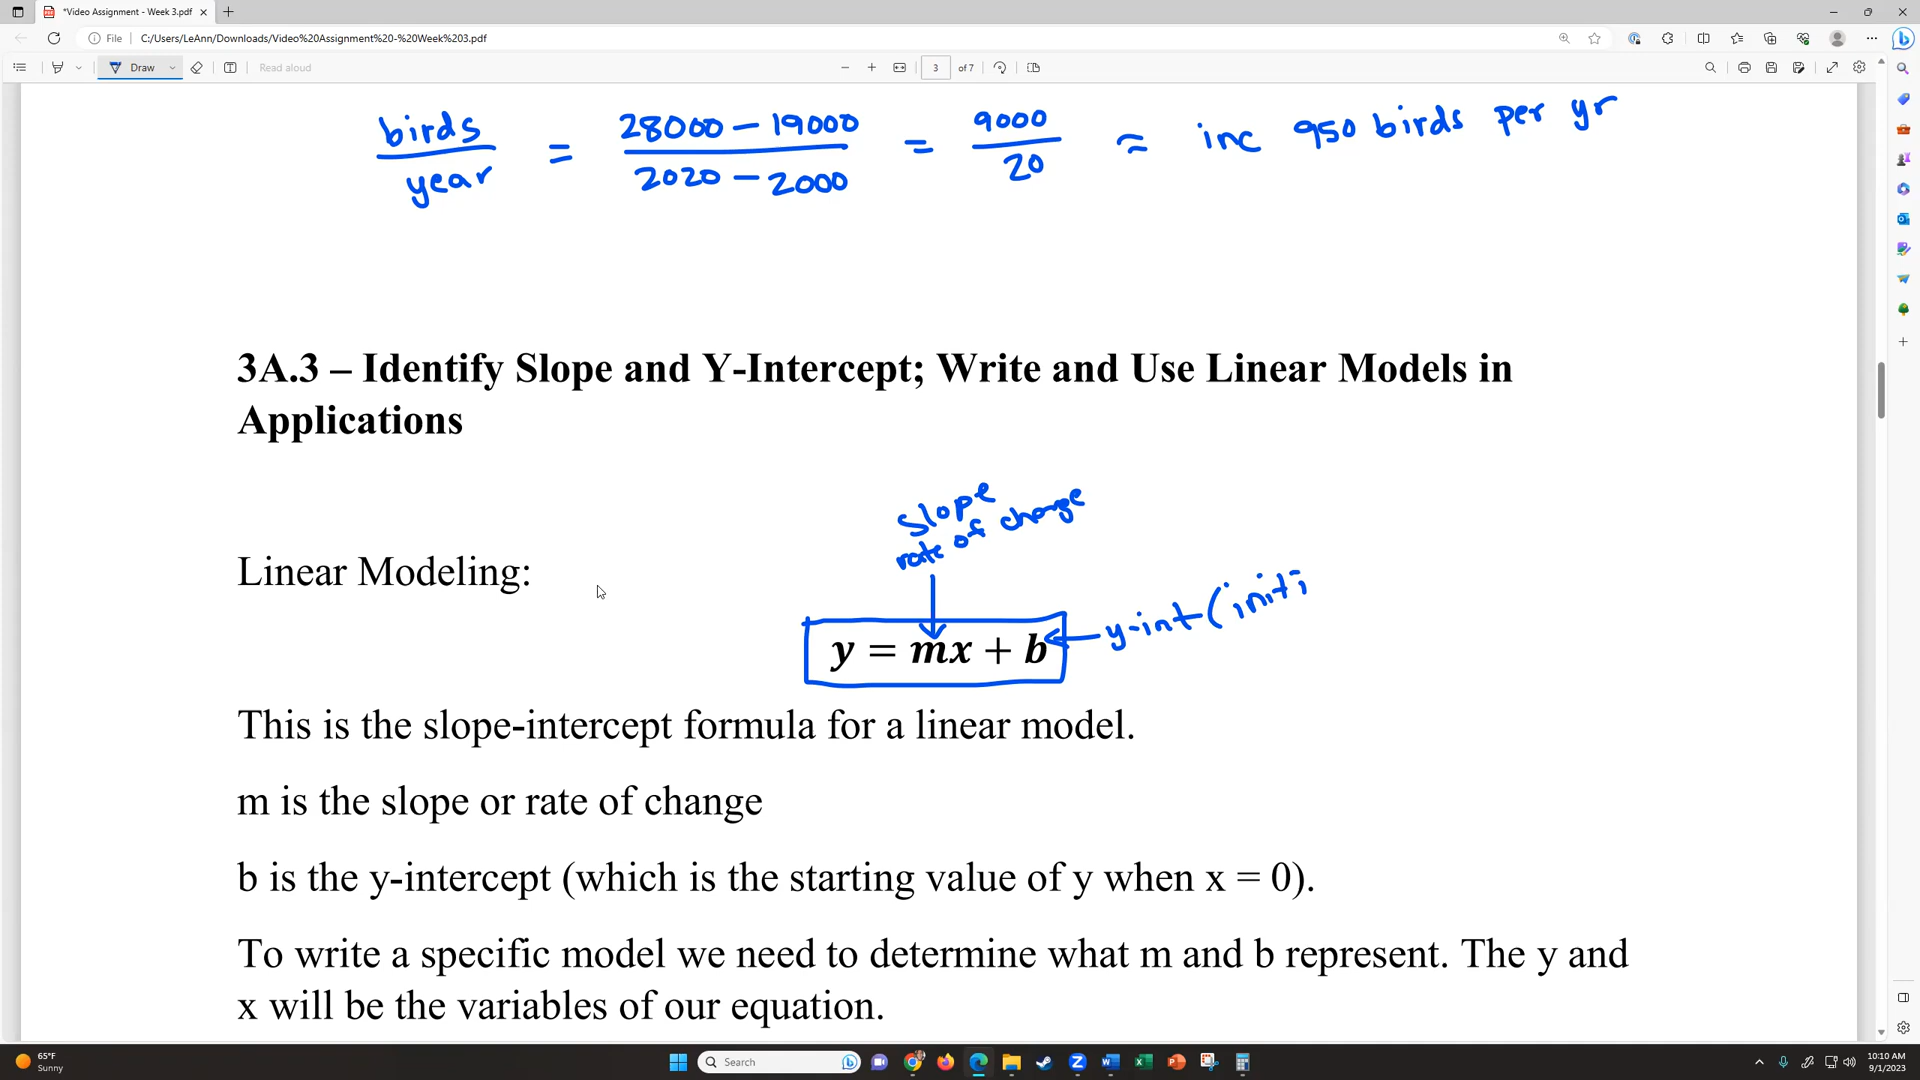 *Video Assignment - Week 3.pdf
File C:/Users/LeAnn/Downloads/Video%20Assignment%20-%20Week%203.pdf
Draw Read aloud 3 of 7
birds / year = 28000 - 19000 / 2020 - 2000 = 9000 / 20 ≈ inc 950 birds per yr
3A.3 – Identify Slope and Y-Intercept; Write and Use Linear Models in
Applications
slope
rate of change
Linear Modeling:
y-int (initi
y = mx + b
This is the slope-intercept formula for a linear model.
m is the slope or rate of change
b is the y-intercept (which is the starting value of y when x = 0).
To write a specific model we need to determine what m and b represent. The y and
x will be the variables of our equation.
65°F
Sunny
Search
10:10 AM
9/1/2023